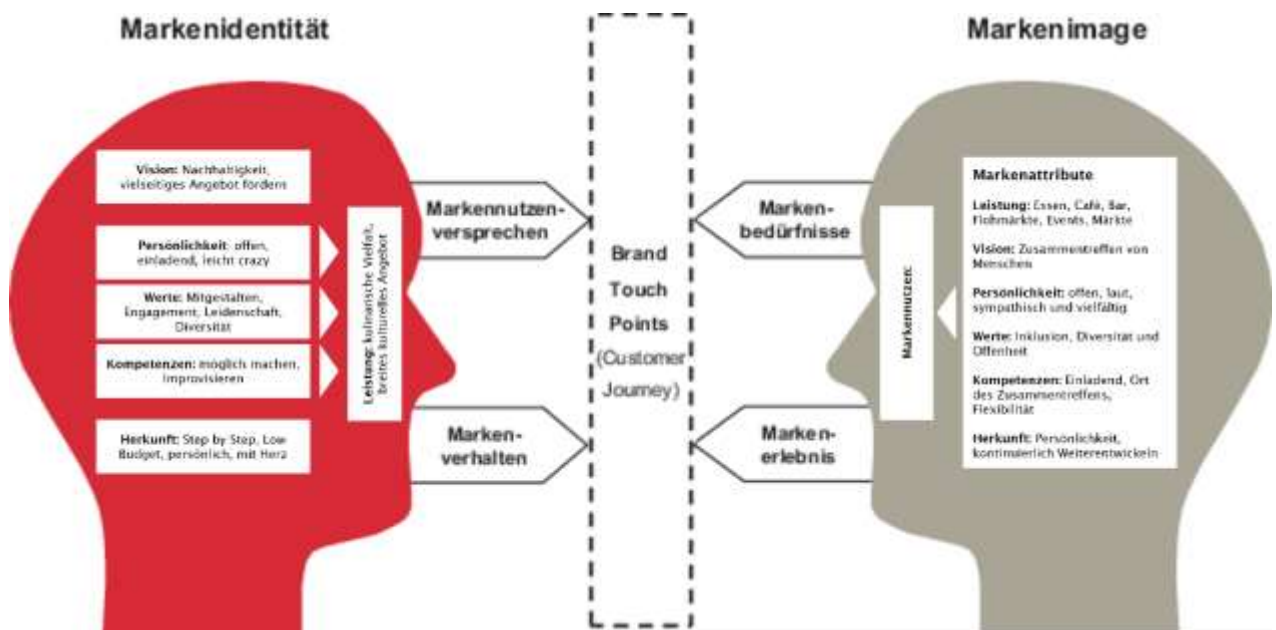 Markenidentität
Vision: Nachhaltigkeit,
vielseitiges Angebot fördern
Persönlichkeit: offen,
einladend, leicht crazy
Werte: Mitgestalten,
Engagement, Leidenschaft,
Diversität
Kompetenzen: möglich machen,
Improvisieren
Herkunft: Step by Step, Low
Budget, persönlich, mit Herz
Leistung: kulinarische Vielfalt,
breites kulturelles Angebot
Markennutzen-
versprechen
Marken-
verhalten
Brand
Touch
Points
(Customer
Journey)
Markenimage
Marken-
bedürfnisse
Marken-
erlebnis
Markennutzen:
Markenattribute
Leistung: Essen, Café, Bar,
Flohmärkte, Events, Märkte
Vision: Zusammentreffen von
Menschen
Persönlichkeit: offen, laut,
sympathisch und vielfältig
Werte: Inklusion, Diversität und
Offenheit
Kompetenzen: Einladend, Ort
des Zusammentreffens,
Flexibilität
Herkunft: Persönlichkeit,
kontinuierlich Weiterentwickeln